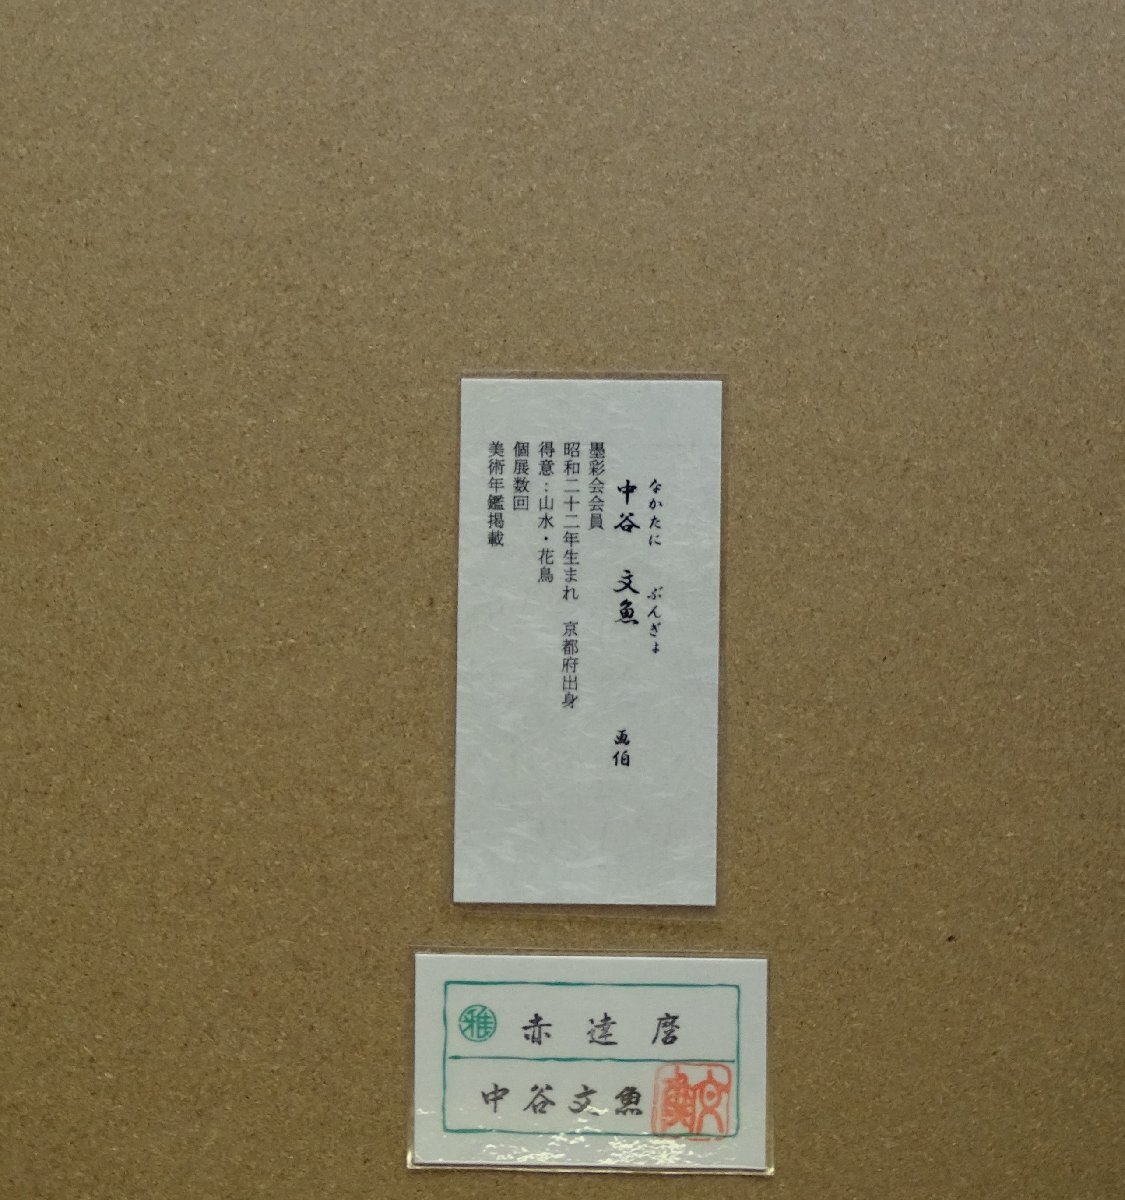 なかたに ぶんぎょ
中谷 文魚 画伯
墨彩会会員
昭和二十二年生まれ 京都府出身
得意：山水・花鳥
個展数回
美術年鑑掲載
雅 赤達磨
中谷文魚
文魚